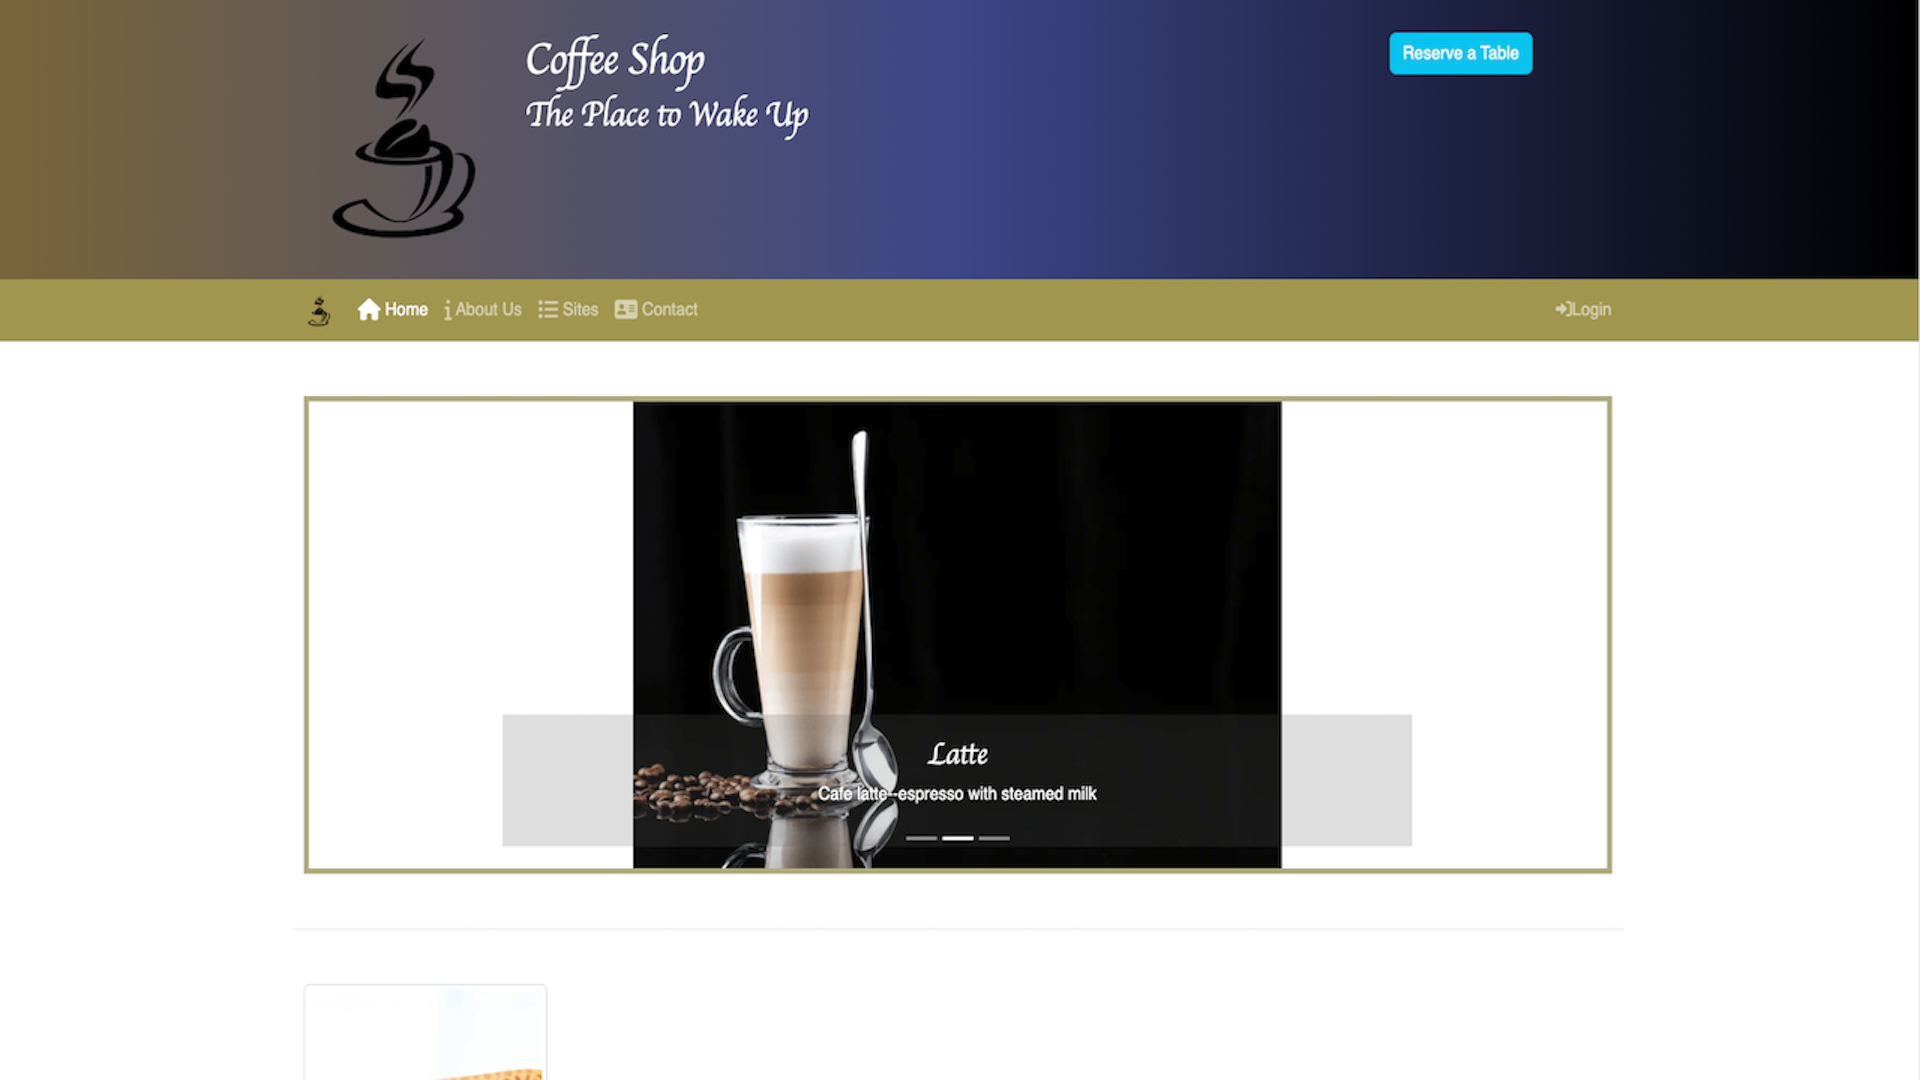 Coffee Shop
The Place to Wake Up
Reserve a Table
Home About Us Sites Contact Login
Latte
Cafe latte--espresso with steamed milk